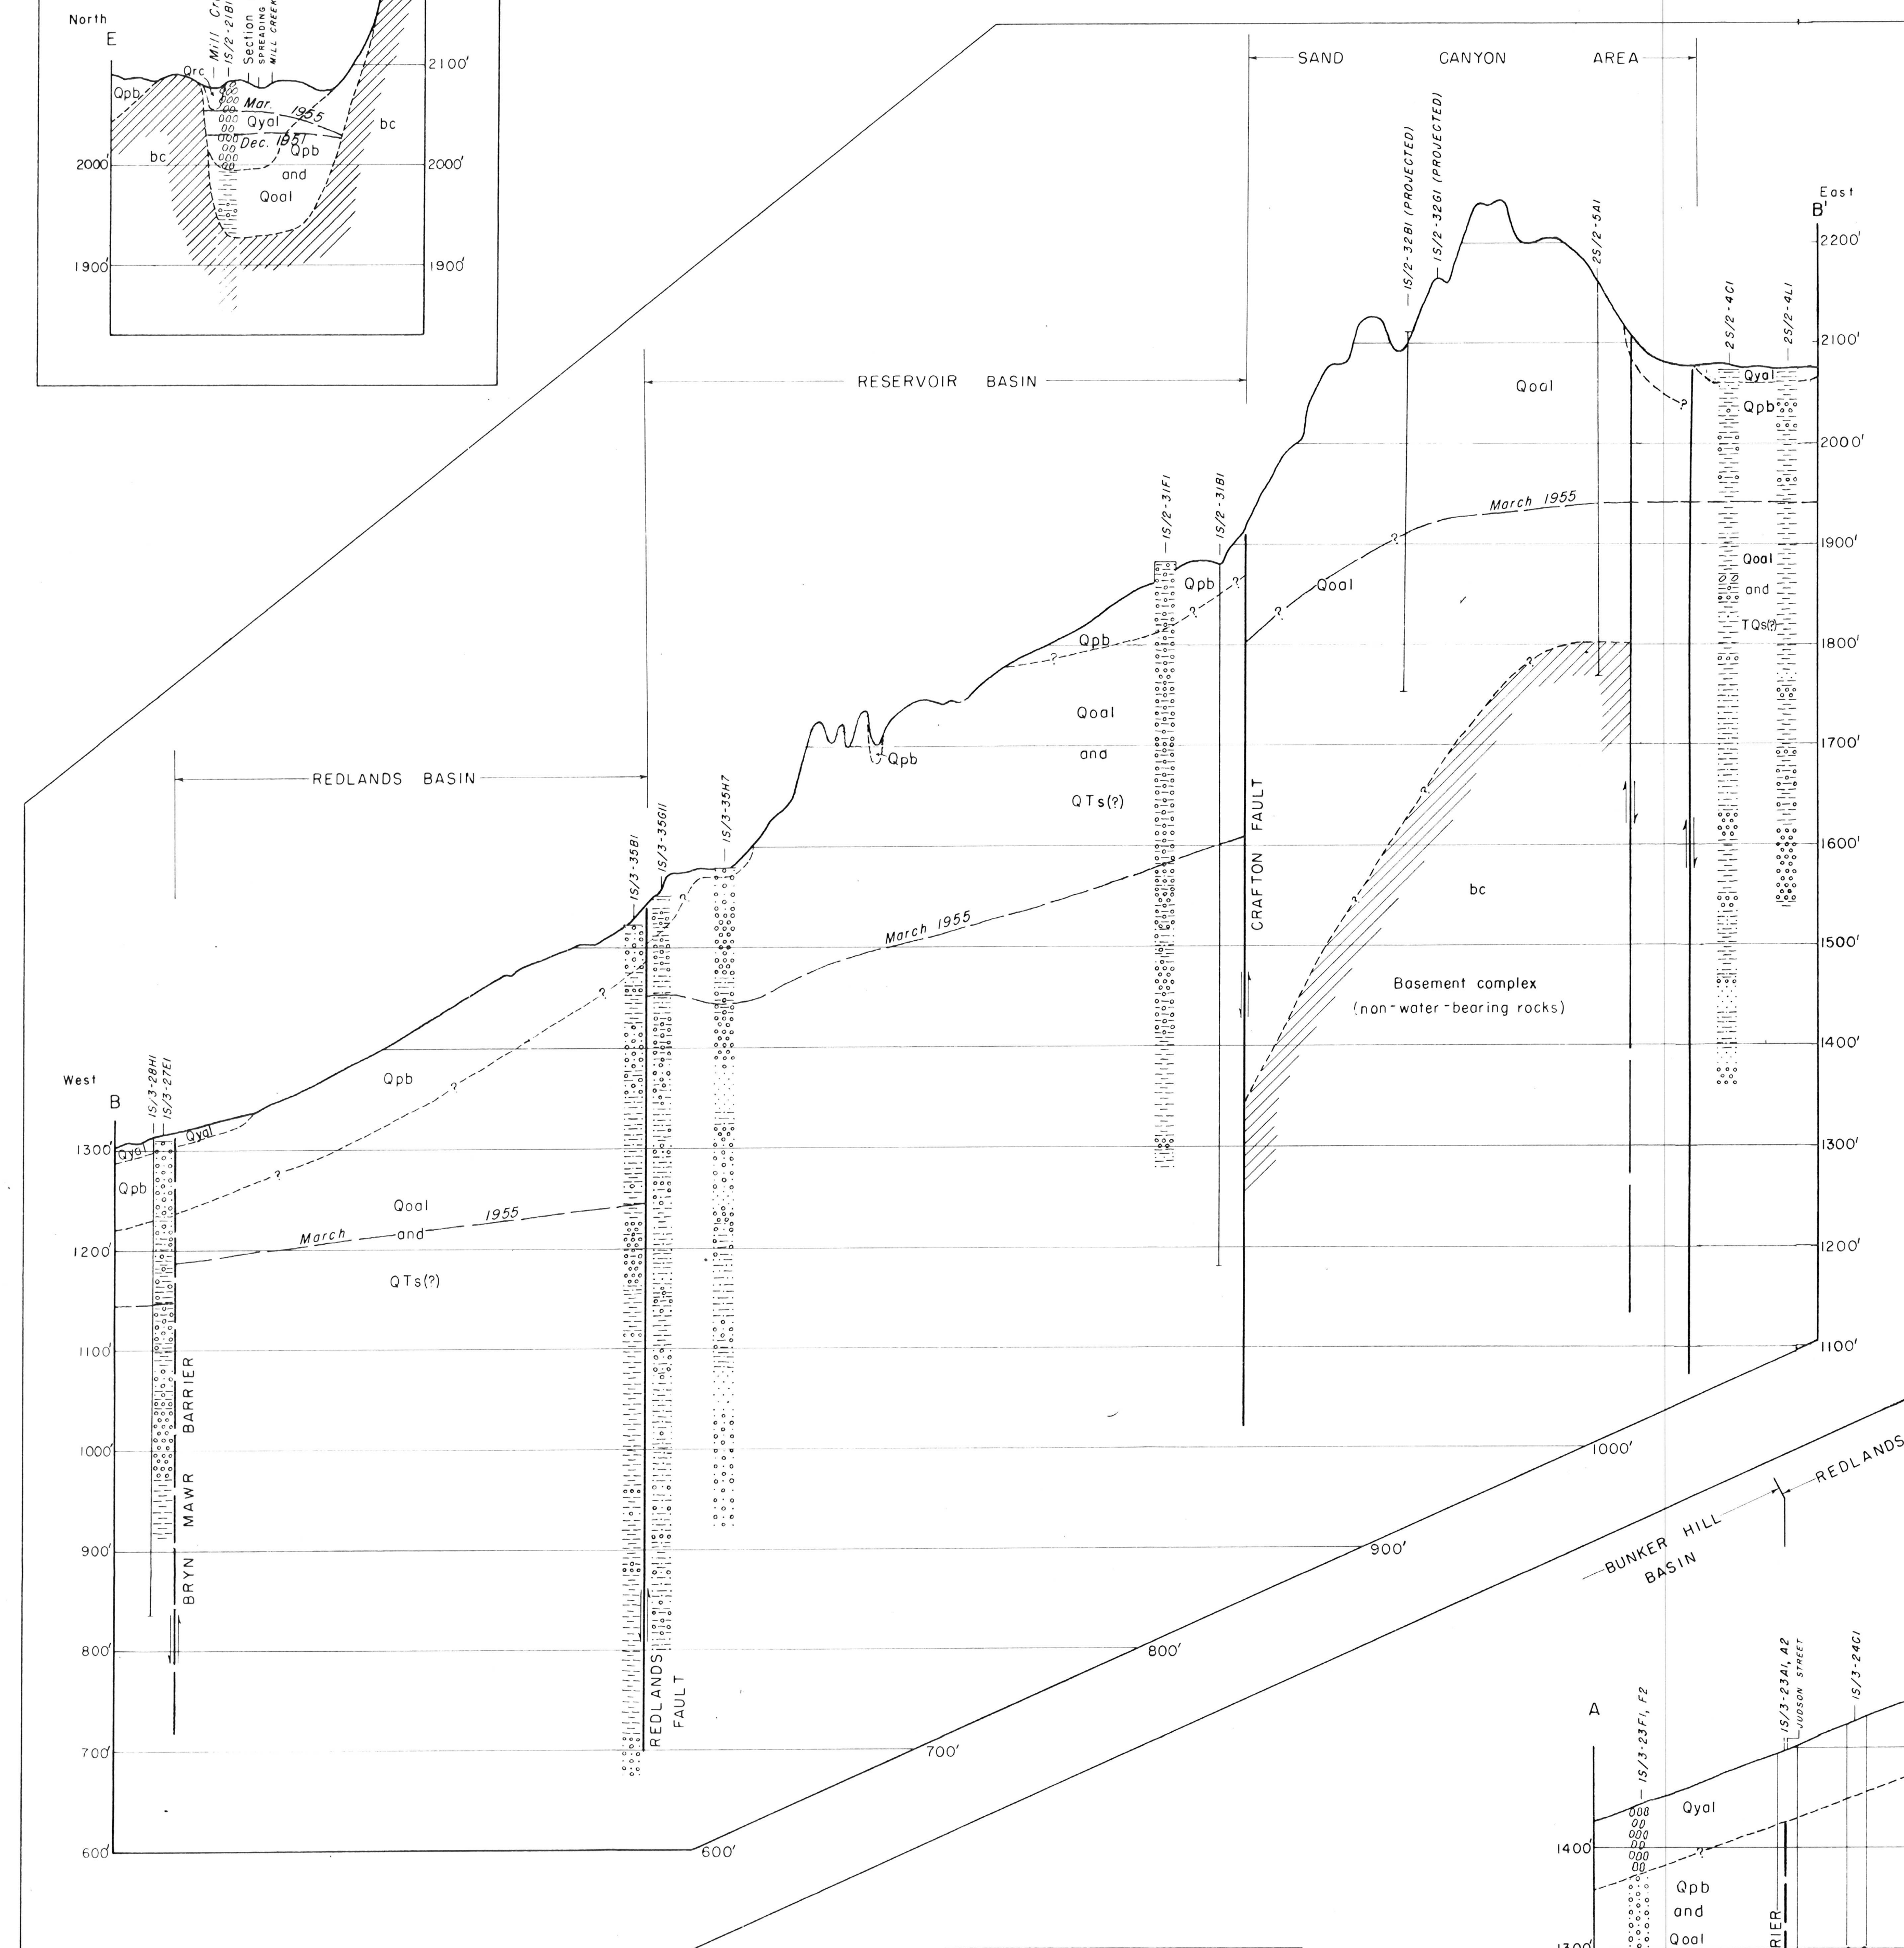 North
E
Mill Cr
1S/2-21B1
Section
SPREADING
MILL CREEK
2100'
Qrc
Qpb
Mar. 1955
Qyal
bc
Dec. 1951
Qpb
2000'
bc
2000'
and
Qoal
1900'
1900'
SAND CANYON AREA
1S/2-32B1 (PROJECTED)
1S/2-32G1 (PROJECTED)
2S/2-5A1
East
B'
2200'
2S/2-4C1
2S/2-4L1
2100'
RESERVOIR BASIN
Qoal
Qyal
?
Qpb
2000'
1S/2-31F1
1S/2-31B1
March 1955
?
1900'
Qoal
and
TQs(?)
Qpb
?
Qoal
?
?
Qpb
?
1800'
?
Qoal
and
QTs(?)
1700'
Qpb
REDLANDS BASIN
1S/3-35B1
1S/3-35G11
1S/3-35H7
?
CRAFTON FAULT
1600'
bc
?
?
March 1955
1500'
Basement complex
(non-water-bearing rocks)
?
1400'
West
B
1S/3-28H1
1S/3-27E1
Qpb
?
1300'
Qyal
Qyal
1300'
Qpb
?
Qoal
March 1955
and
1200'
1200'
QTs(?)
1100'
1100'
BRYN MAWR BARRIER
1000'
1000'
REDLANDS
900'
900'
BUNKER HILL
BASIN
800'
800'
REDLANDS
FAULT
700'
700'
600'
600'
A
1S/3-23F1, F2
1S/3-23A1, A2
JUDSON STREET
1S/3-24C1
Qyal
1400'
?
Qpb
and
Qoal
RIER
1300'